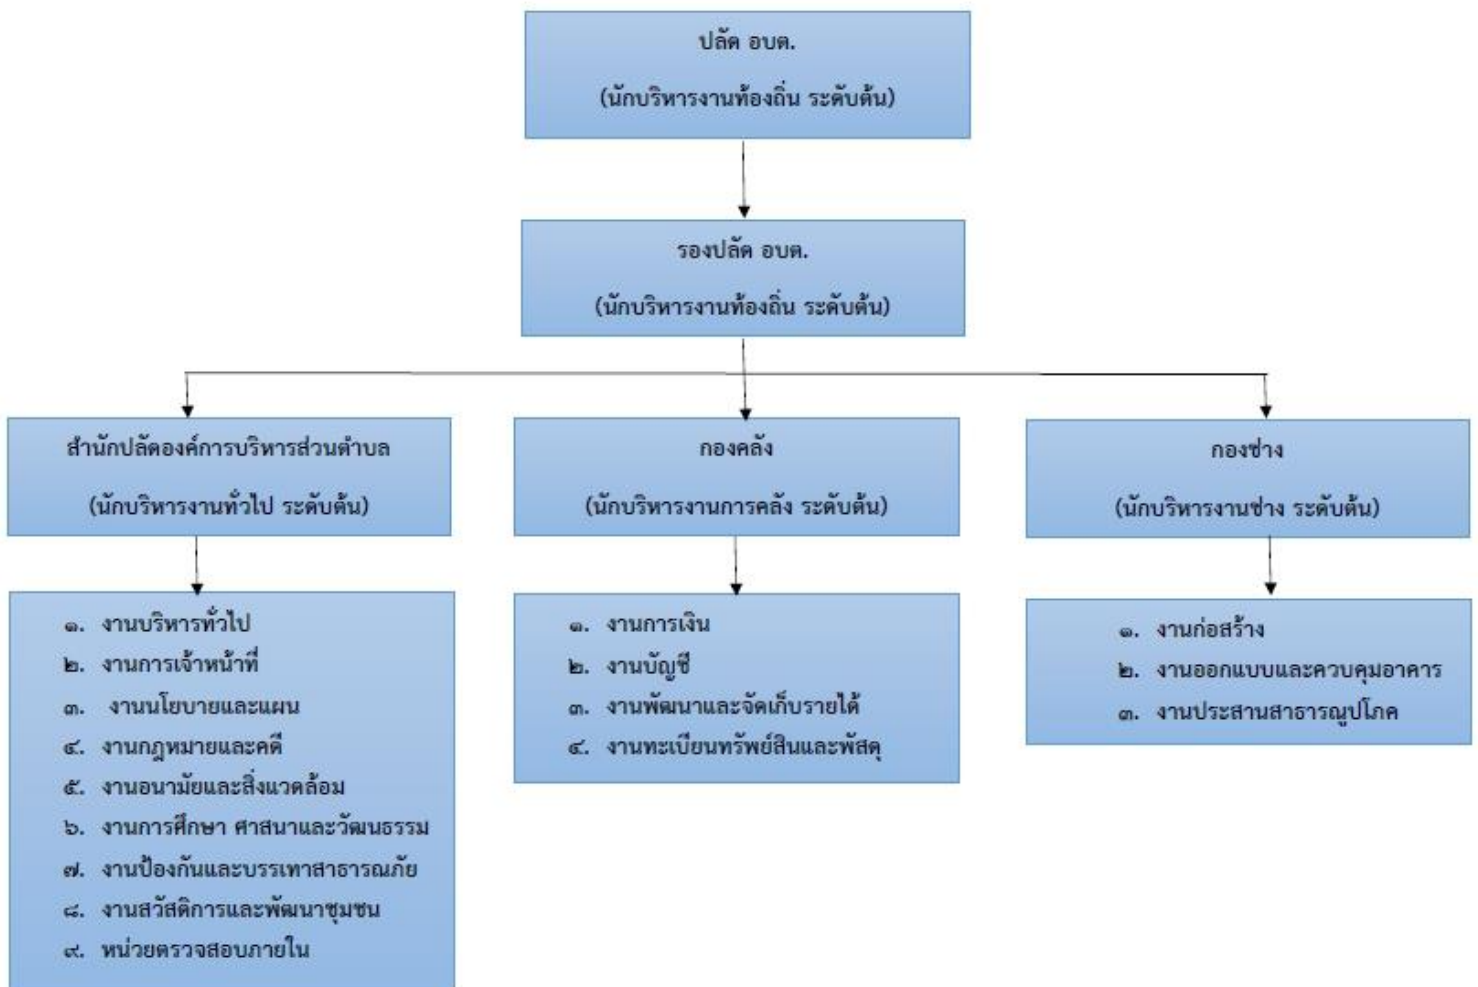 ปลัด อบต.
(นักบริหารงานท้องถิ่น ระดับต้น)
รองปลัด อบต.
(นักบริหารงานท้องถิ่น ระดับต้น)
สำนักปลัดองค์การบริหารส่วนตำบล
(นักบริหารงานทั่วไป ระดับต้น)
๑. งานบริหารทั่วไป
๒. งานการเจ้าหน้าที่
๓. งานนโยบายและแผน
๔. งานกฎหมายและคดี
๕. งานอนามัยและสิ่งแวดล้อม
๖. งานการศึกษา ศาสนาและวัฒนธรรม
๗. งานป้องกันและบรรเทาสาธารณภัย
๘. งานสวัสดิการและพัฒนาชุมชน
๙. หน่วยตรวจสอบภายใน
กองคลัง
(นักบริหารงานการคลัง ระดับต้น)
๑. งานการเงิน
๒. งานบัญชี
๓. งานพัฒนาและจัดเก็บรายได้
๔. งานทะเบียนทรัพย์สินและพัสดุ
กองช่าง
(นักบริหารงานช่าง ระดับต้น)
๑. งานก่อสร้าง
๒. งานออกแบบและควบคุมอาคาร
๓. งานประสานสาธารณูปโภค